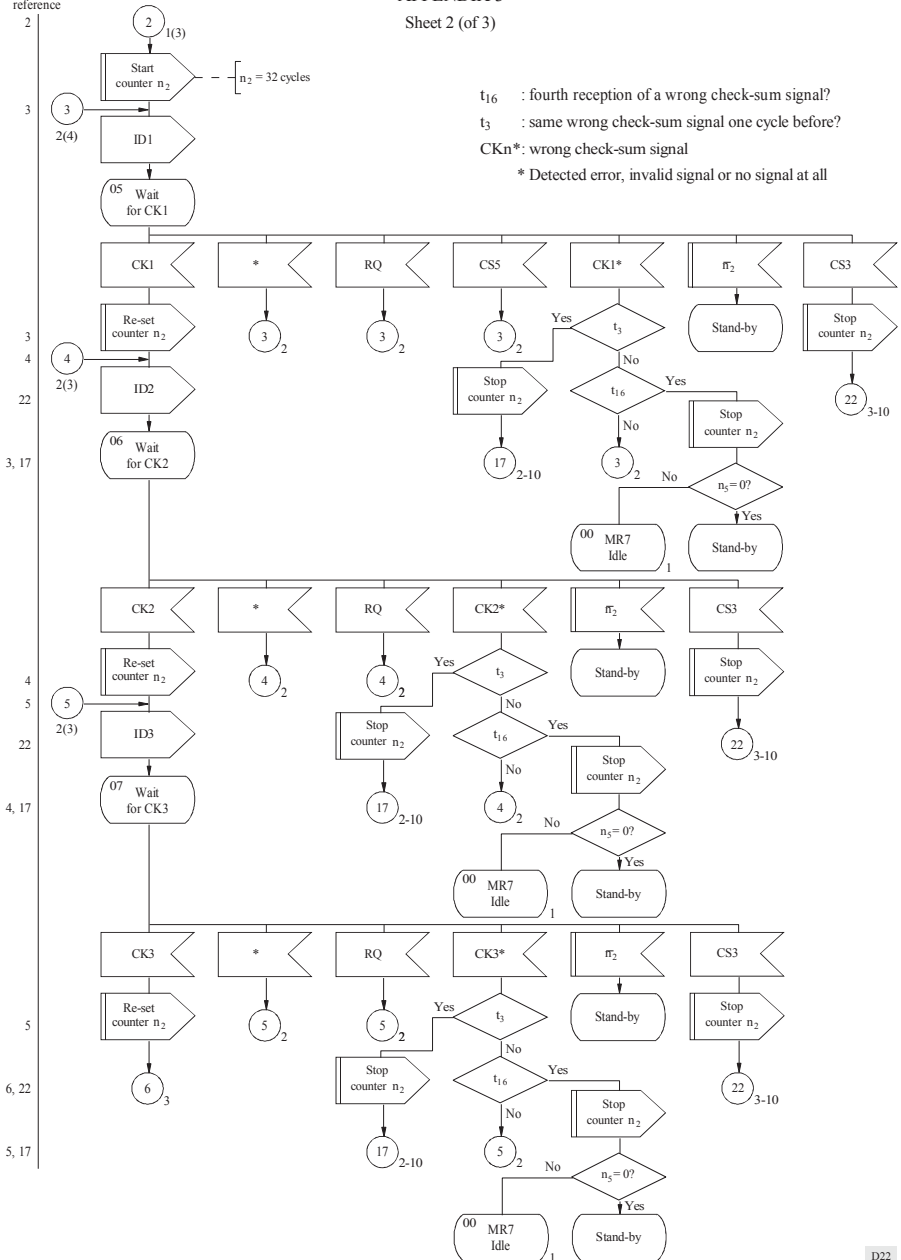 reference
Sheet 2 (of 3)
2
2
1(3)
Start
counter n2
n2 = 32 cycles
t16 : fourth reception of a wrong check-sum signal?
t3 : same wrong check-sum signal one cycle before?
CKn*: wrong check-sum signal
* Detected error, invalid signal or no signal at all
3
3
2(4)
ID1
05 Wait
for CK1
CK1
*
RQ
CS5
CK1*
n2
CS3
Re-set
counter n2
3
3
2
3
2
3
2
Yes
t3
No
Stand-by
Stop
counter n2
4
4
2(3)
ID2
22
Stop
counter n2
t16
Yes
No
Stop
counter n2
22
3-10
06 Wait
for CK2
3, 17
17
2-10
3
2
No
n5= 0?
Yes
00 MR7
Idle
1
Stand-by
CK2
*
RQ
CK2*
n2
CS3
Re-set
counter n2
4
4
2
4
2
Yes
t3
No
Stand-by
Stop
counter n2
5
5
2(3)
ID3
22
Stop
counter n2
t16
Yes
No
Stop
counter n2
22
3-10
07 Wait
for CK3
4, 17
17
2-10
4
2
No
n5= 0?
Yes
00 MR7
Idle
1
Stand-by
CK3
*
RQ
CK3*
n2
CS3
Re-set
counter n2
5
5
2
5
2
Yes
t3
No
Stand-by
Stop
counter n2
6, 22
6
3
Stop
counter n2
t16
Yes
No
Stop
counter n2
22
3-10
5, 17
17
2-10
5
2
No
n5= 0?
Yes
00 MR7
Idle
1
Stand-by
D22